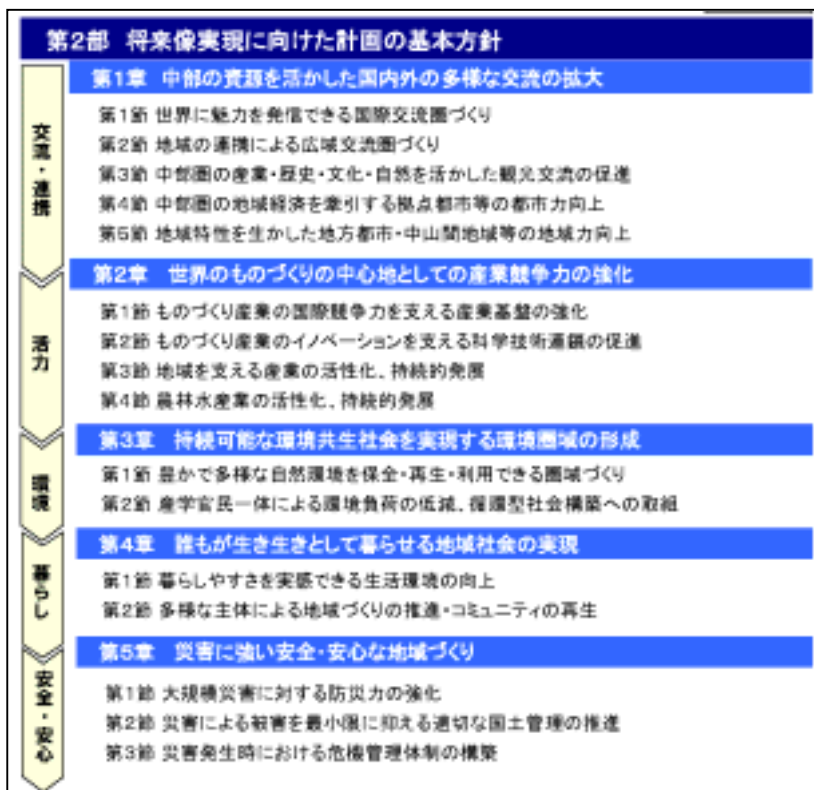 第2部 将来像実現に向けた計画の基本方針
交流・連携
第1章 中部の資源を活かした国内外の多様な交流の拡大
第1節 世界に魅力を発信できる国際交流圏づくり
第2節 地域の連携による広域交流圏づくり
第3節 中部圏の産業・歴史・文化・自然を活かした観光交流の促進
第4節 中部圏の地域経済を牽引する拠点都市等の都市力向上
第5節 地域特性を生かした地方都市・中山間地域等の地域力向上
活力
第2章 世界のものづくりの中心地としての産業競争力の強化
第1節 ものづくり産業の国際競争力を支える産業基盤の強化
第2節 ものづくり産業のイノベーションを支える科学技術連鎖の促進
第3節 地域を支える産業の活性化、持続的発展
第4節 農林水産業の活性化、持続的発展
環境
第3章 持続可能な環境共生社会を実現する環境圏域の形成
第1節 豊かで多様な自然環境を保全・再生・利用できる圏域づくり
第2節 産学官民一体による環境負荷の低減、循環型社会構築への取組
暮らし
第4章 誰もが生き生きとして暮らせる地域社会の実現
第1節 暮らしやすさを実感できる生活環境の向上
第2節 多様な主体による地域づくりの推進・コミュニティの再生
安全・安心
第5章 災害に強い安全・安心な地域づくり
第1節 大規模災害に対する防災力の強化
第2節 災害による被害を最小限に抑える適切な国土管理の推進
第3節 災害発生時における危機管理体制の構築